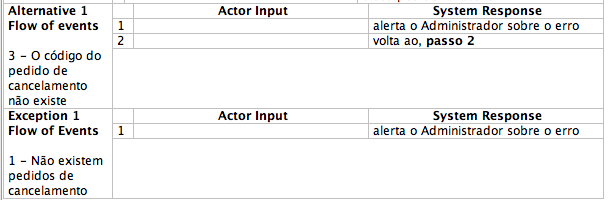 Alternative 1 Actor Input System Response
Flow of events 1 alerta o Administrador sobre o erro
2 volta ao, passo 2
3 - O código do
pedido de
cancelamento
não existe
Exception 1 Actor Input System Response
Flow of Events 1 alerta o Administrador sobre o erro
1 - Não existem
pedidos de
cancelamento